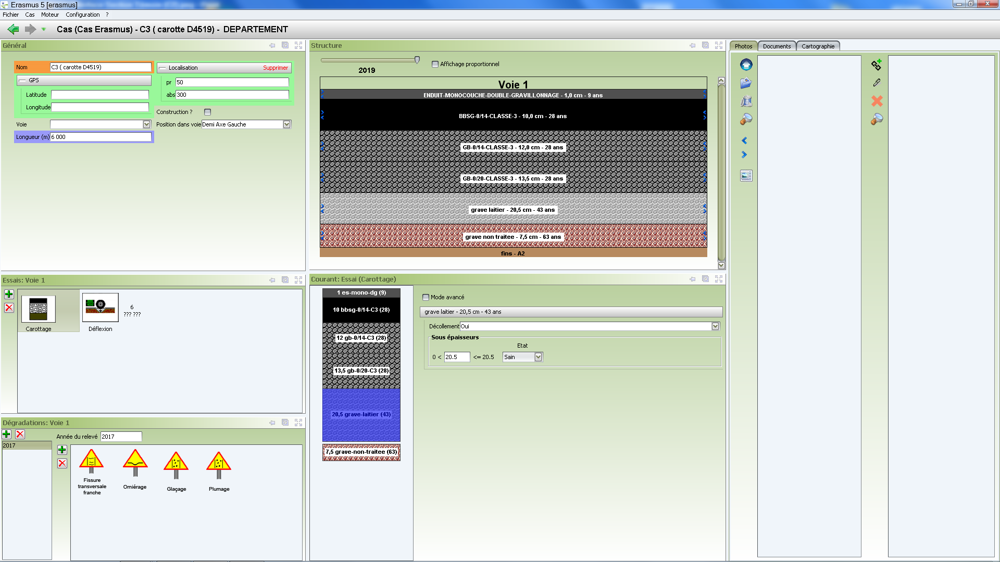 Erasmus 5 [erasmus]
Fichier Cas Moteur Configuration ?
Cas (Cas Erasmus) - C3 ( carotte D4519) - DEPARTEMENT
Général
Nom C3 ( carotte D4519)
GPS
Latitude
Longitude
Voie
Longueur (m) 6 000
Localisation Supprimer
pr 50
abs 300
Construction ?
Position dans voie Demi Axe Gauche
Structure
2019
Affichage proportionnel
Voie 1
ENDUIT-MONOCOUCHE-DOUBLE-GRAVILLONNAGE - 1,0 cm - 9 ans
BBSG-0/14-CLASSE-3 - 10,0 cm - 28 ans
GB-0/14-CLASSE-3 - 12,0 cm - 28 ans
GB-0/20-CLASSE-3 - 13,5 cm - 28 ans
grave laitier - 20,5 cm - 43 ans
grave non traitee - 7,5 cm - 63 ans
fins - A2
Photos Documents Cartographie
Essais: Voie 1
Carottage
Déflexion
6
??? ???
Courant: Essai (Carottage)
1 es-mono-dg (9)
10 bbsg-0/14-C3 (28)
12 gb-0/14-C3 (28)
13,5 gb-0/20-C3 (28)
20,5 grave-laitier (43)
7,5 grave-non-traitee (63)
Mode avancé
grave laitier - 20,5 cm - 43 ans
Décollement Oui
Sous épaisseurs
Etat
0 < 20.5 <= 20.5 Sain
Dégradations: Voie 1
2017
Année du relevé 2017
Fissure
transversale
franche
Orniérage
Glaçage
Plumage